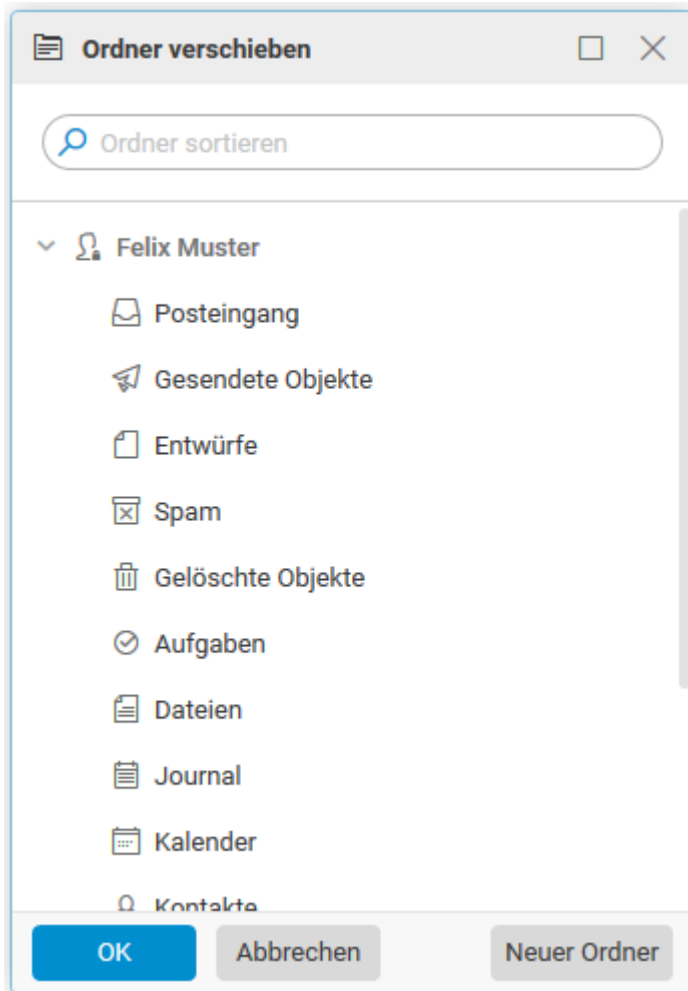 Ordner verschieben
Ordner sortieren
Felix Muster
Posteingang
Gesendete Objekte
Entwürfe
Spam
Gelöschte Objekte
Aufgaben
Dateien
Journal
Kalender
Kontakte
OK Abbrechen Neuer Ordner